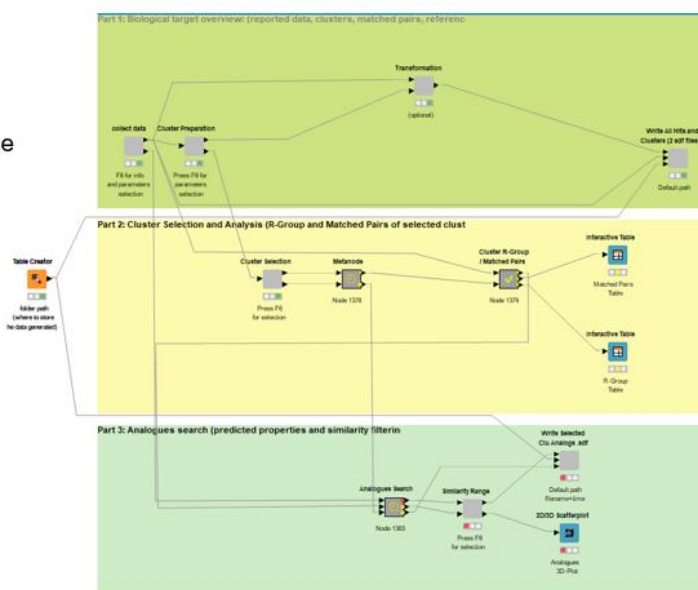 Part 1: Biological target overview: (reported data, clusters, matched pairs, referenc
Transformation
(optional)
collect data
F6 for info
and parameters
selection
Cluster Preparation
Press F6 for
parameters
selection
Write All Hits and
Clusters (2 sdf files
Default path
e
Part 2: Cluster Selection and Analysis (R-Group and Matched Pairs of selected clust
Table Creator
folder path
(where to store
he data generated)
Cluster Selection
Press F6
for selection
Metanode
Node 1378
Cluster R-Group
/ Matched Pairs
Node 1379
Interactive Table
Matched Pairs
Table
Interactive Table
R-Group
Table
Part 3: Analogues search (predicted properties and similarity filterin
Analogues Search
Node 1383
Similarity Range
Press F6
for selection
Write Selected
Clu Analogs .sdf
Default path
filename+time
2D/3D Scatterplot
Analogues
3D-Plot